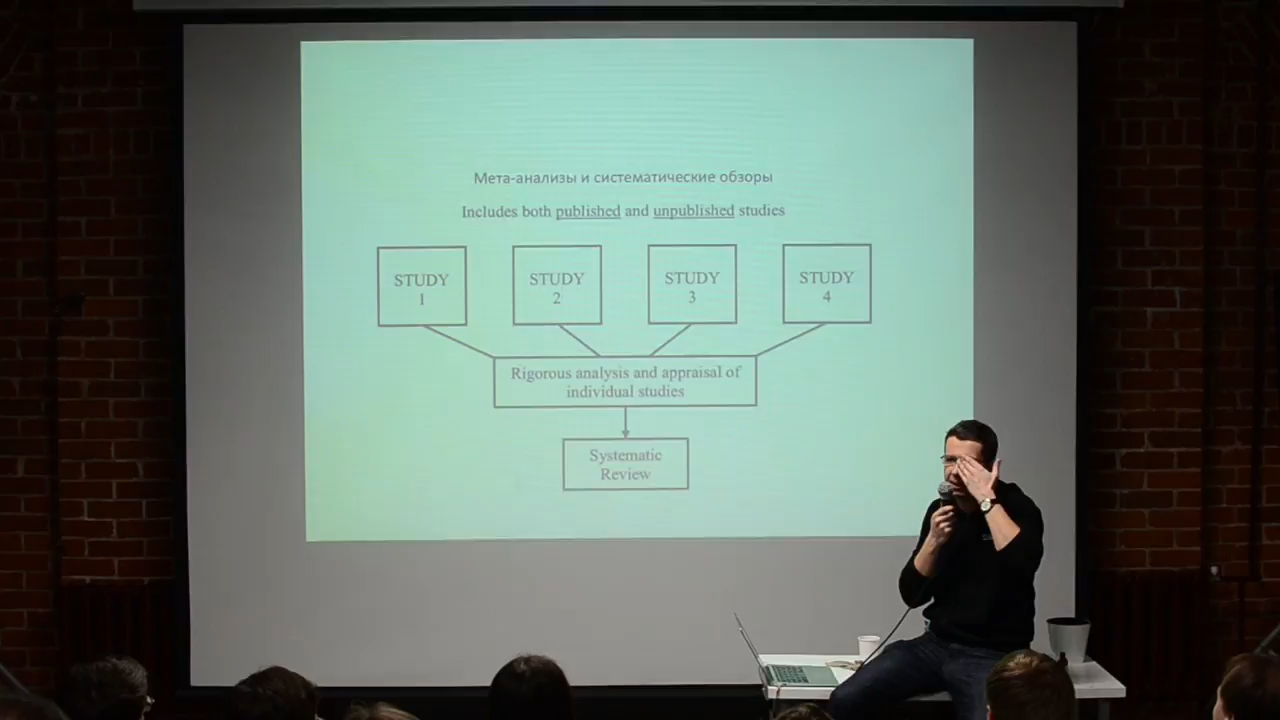 Мета-анализы и систематические обзоры
Includes both published and unpublished studies
STUDY
1
STUDY
2
STUDY
3
STUDY
4
Rigorous analysis and appraisal of
individual studies
Systematic
Review